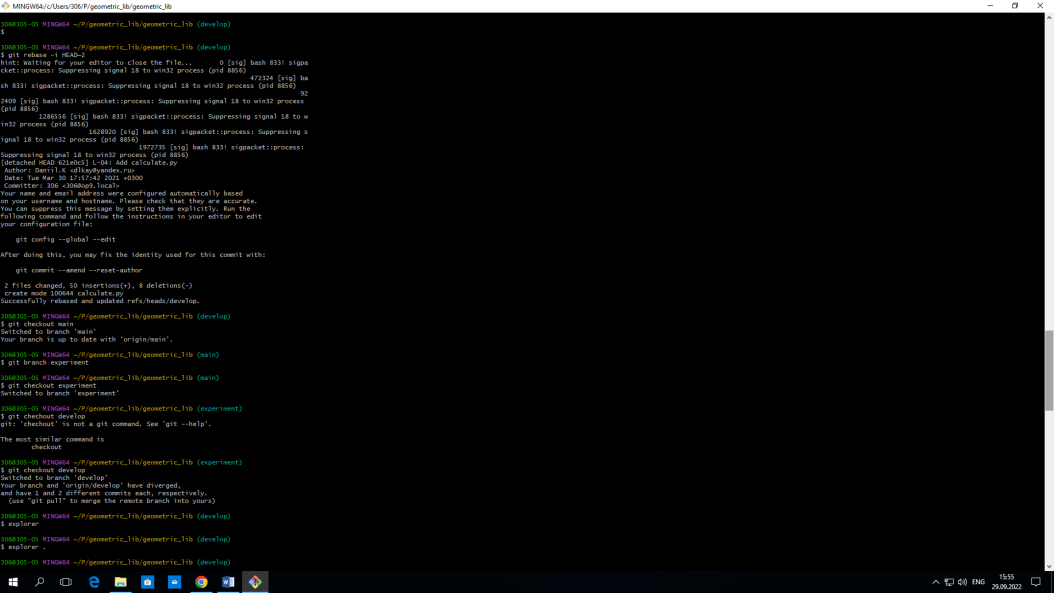 MINGW64:/c/Users/306/P/geometric_lib/geometric_lib
306@305-05 MINGW64 ~/P/geometric_lib/geometric_lib (develop)
$
306@305-05 MINGW64 ~/P/geometric_lib/geometric_lib (develop)
$ git rebase -i HEAD~2
hint: Waiting for your editor to close the file...       0 [sig] bash 833! sigpa
cket::process: Suppressing signal 18 to win32 process (pid 8856)
472324 [sig] ba
sh 833! sigpacket::process: Suppressing signal 18 to win32 process (pid 8856)
92
2409 [sig] bash 833! sigpacket::process: Suppressing signal 18 to win32 process
(pid 8856)
1286556 [sig] bash 833! sigpacket::process: Suppressing signal 18 to w
in32 process (pid 8856)
1628920 [sig] bash 833! sigpacket::process: Suppressing s
ignal 18 to win32 process (pid 8856)
1972735 [sig] bash 833! sigpacket::process:
Suppressing signal 18 to win32 process (pid 8856)
[detached HEAD 621e0c5] L-04: Add calculate.py
Author: Daniil.K <dlkay@yandex.ru>
Date: Tue Mar 30 17:57:42 2021 +0300
Committer: 306 <306@op9.local>
Your name and email address were configured automatically based
on your username and hostname. Please check that they are accurate.
You can suppress this message by setting them explicitly. Run the
following command and follow the instructions in your editor to edit
your configuration file:
git config --global --edit
After doing this, you may fix the identity used for this commit with:
git commit --amend --reset-author
2 files changed, 50 insertions(+), 8 deletions(-)
create mode 100644 calculate.py
Successfully rebased and updated refs/heads/develop.
306@305-05 MINGW64 ~/P/geometric_lib/geometric_lib (develop)
$ git checkout main
Switched to branch 'main'
Your branch is up to date with 'origin/main'.
306@305-05 MINGW64 ~/P/geometric_lib/geometric_lib (main)
$ git branch experiment
306@305-05 MINGW64 ~/P/geometric_lib/geometric_lib (main)
$ git checkout experiment
Switched to branch 'experiment'
306@305-05 MINGW64 ~/P/geometric_lib/geometric_lib (experiment)
$ git chechout develop
git: 'chechout' is not a git command. See 'git --help'.
The most similar command is
checkout
306@305-05 MINGW64 ~/P/geometric_lib/geometric_lib (experiment)
$ git checkout develop
Switched to branch 'develop'
Your branch and 'origin/develop' have diverged,
and have 1 and 2 different commits each, respectively.
(use "git pull" to merge the remote branch into yours)
306@305-05 MINGW64 ~/P/geometric_lib/geometric_lib (develop)
$ explorer
306@305-05 MINGW64 ~/P/geometric_lib/geometric_lib (develop)
$ explorer .
306@305-05 MINGW64 ~/P/geometric_lib/geometric_lib (develop)
ENG
15:55
29.09.2022